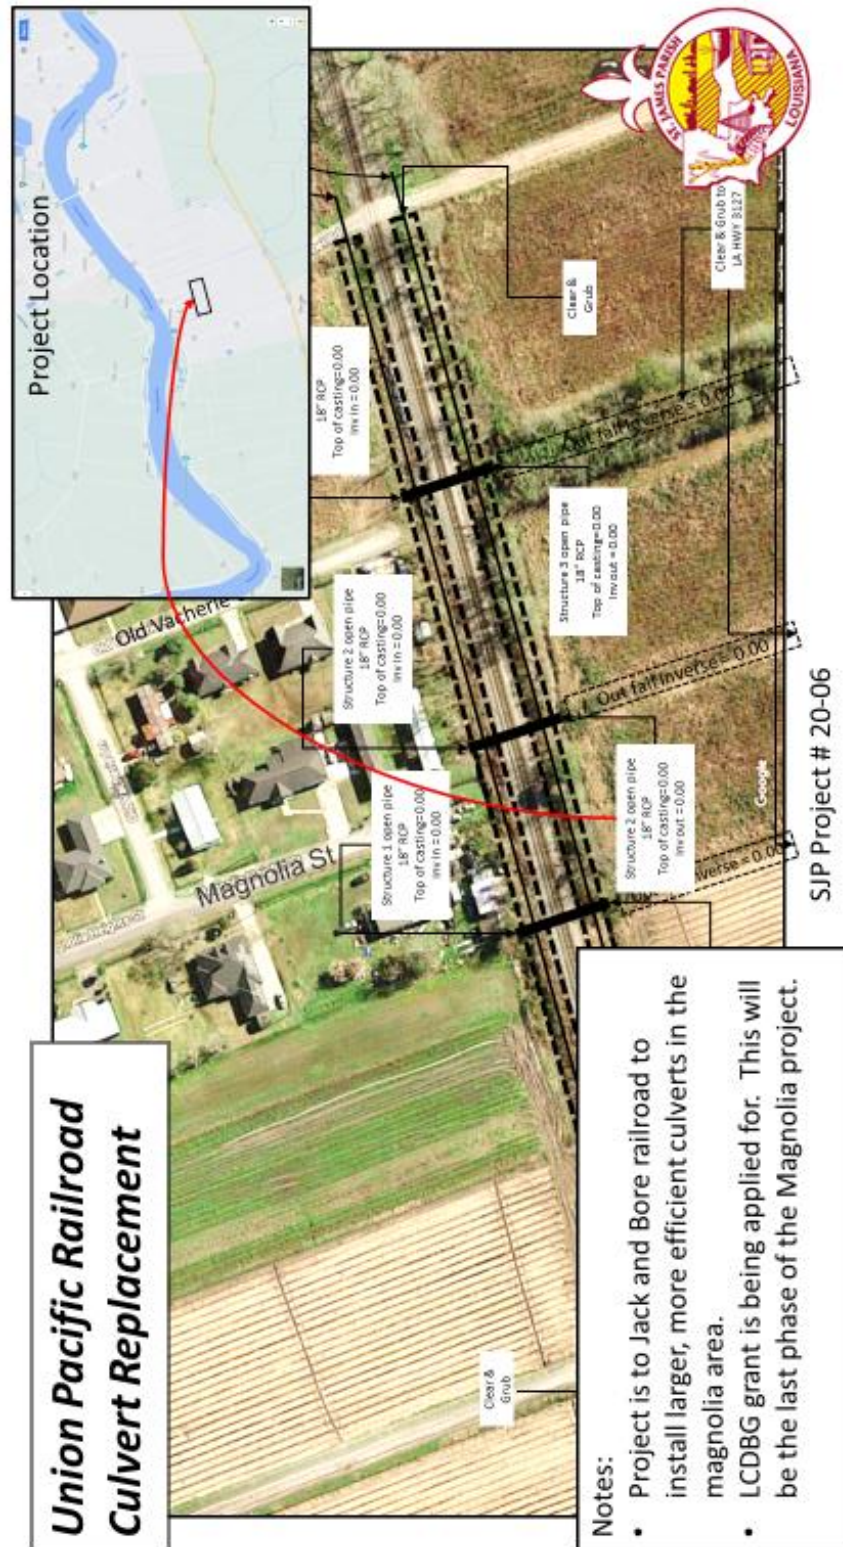 Union Pacific Railroad
Culvert Replacement
Project Location
Old Vacherie
Magnolia St
18" RCP
Top of casting=0.00
Inv in = 0.00
Structure 2 open pipe
18" RCP
Top of casting=0.00
Inv in = 0.00
Structure 1 open pipe
18" RCP
Top of casting=0.00
Inv in = 0.00
Clear &
Grub
Clear & Grub to
LA HWY 3127
Structure 3 open pipe
18" RCP
Top of casting=0.00
Inv out = 0.00
Structure 2 open pipe
18" RCP
Top of casting=0.00
Inv out = 0.00
Out fall inverse = 0.00
Out fall inverse = 0.00
inverse = 0.00
Clear &
Grub
Google
ST. JAMES PARISH
LOUISIANA
Notes:
• Project is to Jack and Bore railroad to
install larger, more efficient culverts in the
magnolia area.
• LCDBG grant is being applied for. This will
be the last phase of the Magnolia project.
SJP Project # 20-06